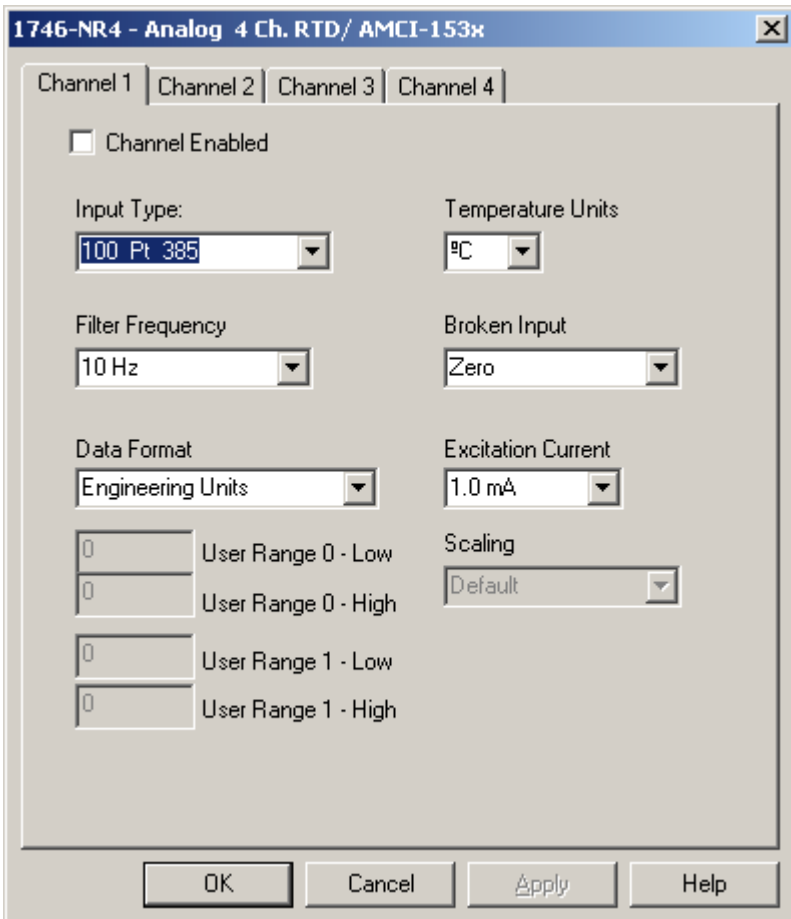 1746-NR4 - Analog  4 Ch. RTD/ AMCI-153x
Channel 1 Channel 2 Channel 3 Channel 4
Channel Enabled
Input Type: Temperature Units
100  Pt  385 ºC
Filter Frequency Broken Input
10 Hz Zero
Data Format Excitation Current
Engineering Units 1.0 mA
0 User Range 0 - Low Scaling
0 User Range 0 - High Default
0 User Range 1 - Low
0 User Range 1 - High
OK Cancel Apply Help